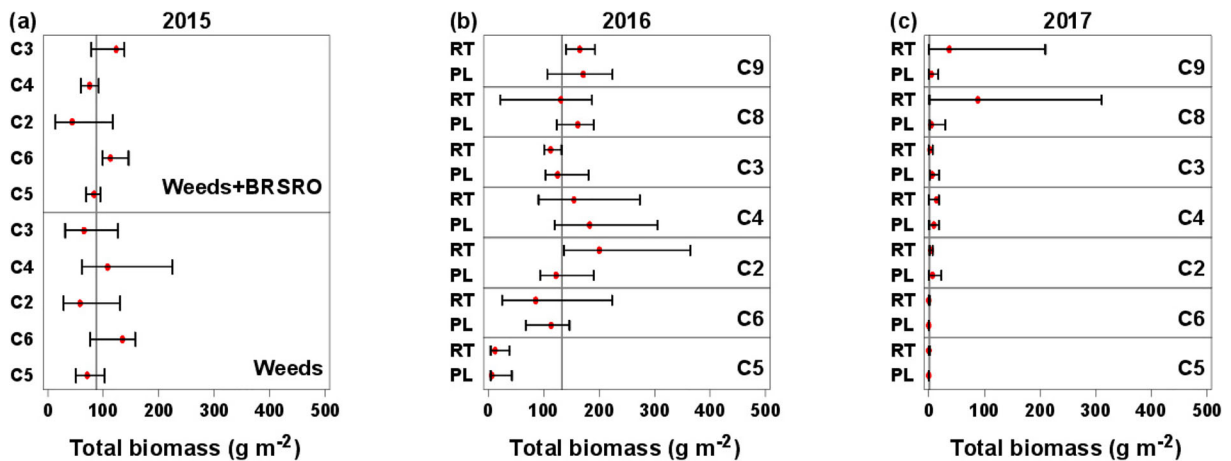 (a) 2015
C3
C4
C2
C6
C5
Weeds+BRSRO
C3
C4
C2
C6
C5
Weeds
0 100 200 300 400 500
Total biomass (g m-2)
(b) 2016
RT
PL
C9
RT
PL
C8
RT
PL
C3
RT
PL
C4
RT
PL
C2
RT
PL
C6
RT
PL
C5
0 100 200 300 400 500
Total biomass (g m-2)
(c) 2017
RT
PL
C9
RT
PL
C8
RT
PL
C3
RT
PL
C4
RT
PL
C2
RT
PL
C6
RT
PL
C5
0 100 200 300 400 500
Total biomass (g m-2)